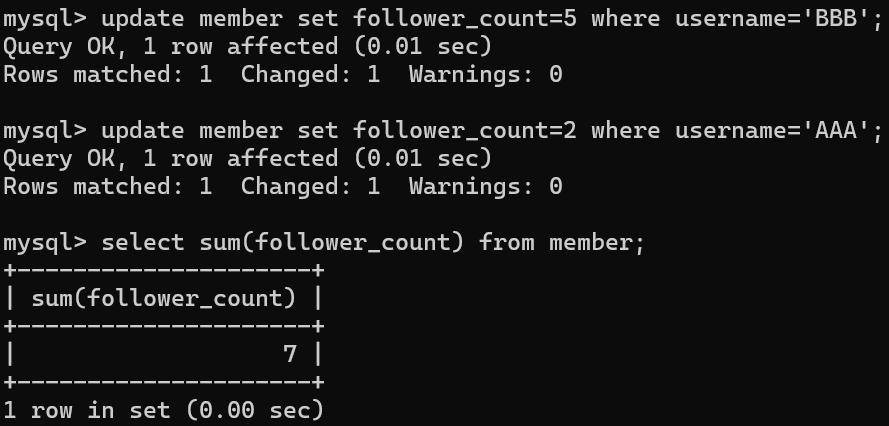 mysql> update member set follower_count=5 where username='BBB';
Query OK, 1 row affected (0.01 sec)
Rows matched: 1  Changed: 1  Warnings: 0

mysql> update member set follower_count=2 where username='AAA';
Query OK, 1 row affected (0.01 sec)
Rows matched: 1  Changed: 1  Warnings: 0

mysql> select sum(follower_count) from member;
+---------------------+
| sum(follower_count) |
+---------------------+
|                   7 |
+---------------------+
1 row in set (0.00 sec)